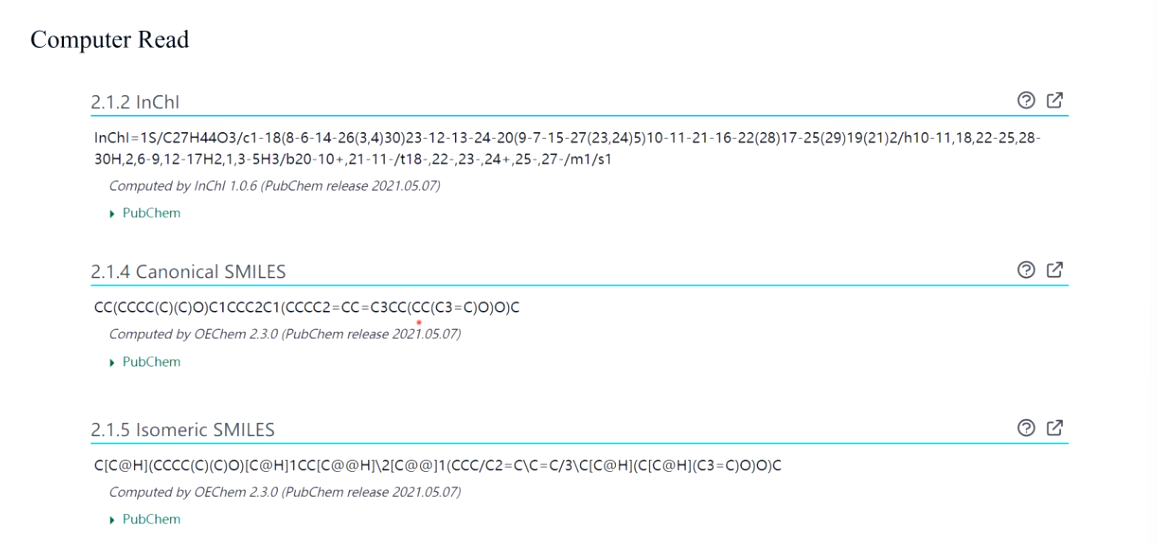 Computer Read
2.1.2 InChI
InChI=1S/C27H44O3/c1-18(8-6-14-26(3,4)30)23-12-13-24-20(9-7-15-27(23,24)5)10-11-21-16-22(28)17-25(29)19(21)2/h10-11,18,22-25,28-
30H,2,6-9,12-17H2,1,3-5H3/b20-10+,21-11-/t18-,22-,23-,24+,25-,27-/m1/s1
Computed by InChI 1.0.6 (PubChem release 2021.05.07)
PubChem
2.1.4 Canonical SMILES
CC(CCCC(C)(C)O)C1CCC2C1(CCCC2=CC=C3CC(CC(C3=C)O)O)C
Computed by OEChem 2.3.0 (PubChem release 2021.05.07)
PubChem
2.1.5 Isomeric SMILES
C[C@H](CCCC(C)(C)O)[C@H]1CC[C@@H]\2[C@@]1(CCC/C2=C\C=C/3\C[C@H](C[C@H](C3=C)O)O)C
Computed by OEChem 2.3.0 (PubChem release 2021.05.07)
PubChem